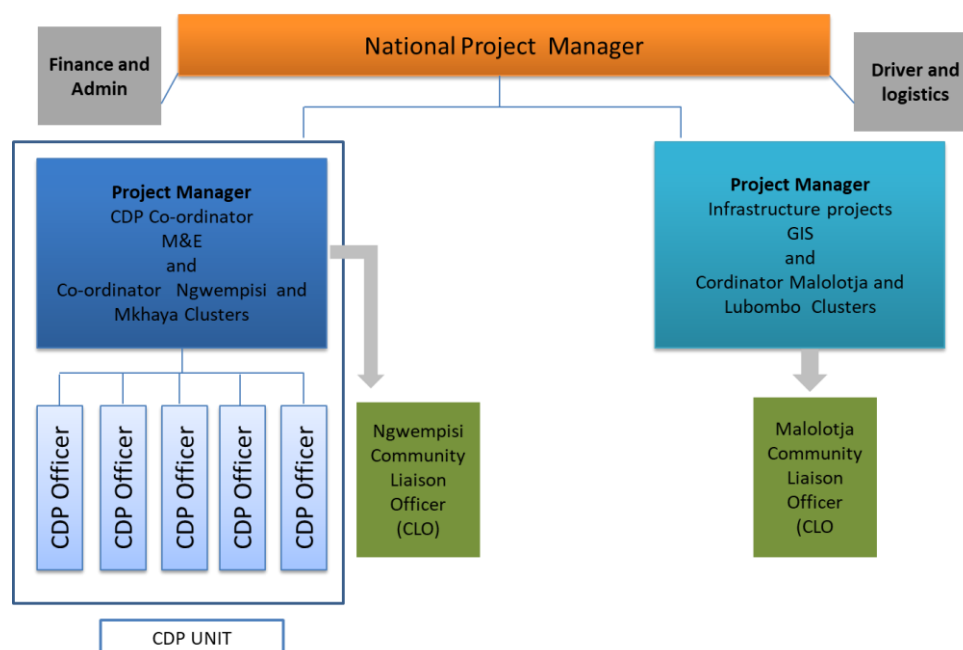 National Project Manager
Finance and
Admin
Driver and
logistics
Project Manager
CDP Co-ordinator
M&E
and
Co-ordinator Ngwempisi and
Mkhaya Clusters
Project Manager
Infrastructure projects
GIS
and
Cordinator Malolotja and
Lubombo Clusters
CDP Officer
CDP Officer
CDP Officer
CDP Officer
CDP Officer
Ngwempisi
Community
Liaison
Officer
(CLO)
Malolotja
Community
Liaison
Officer
(CLO
CDP UNIT